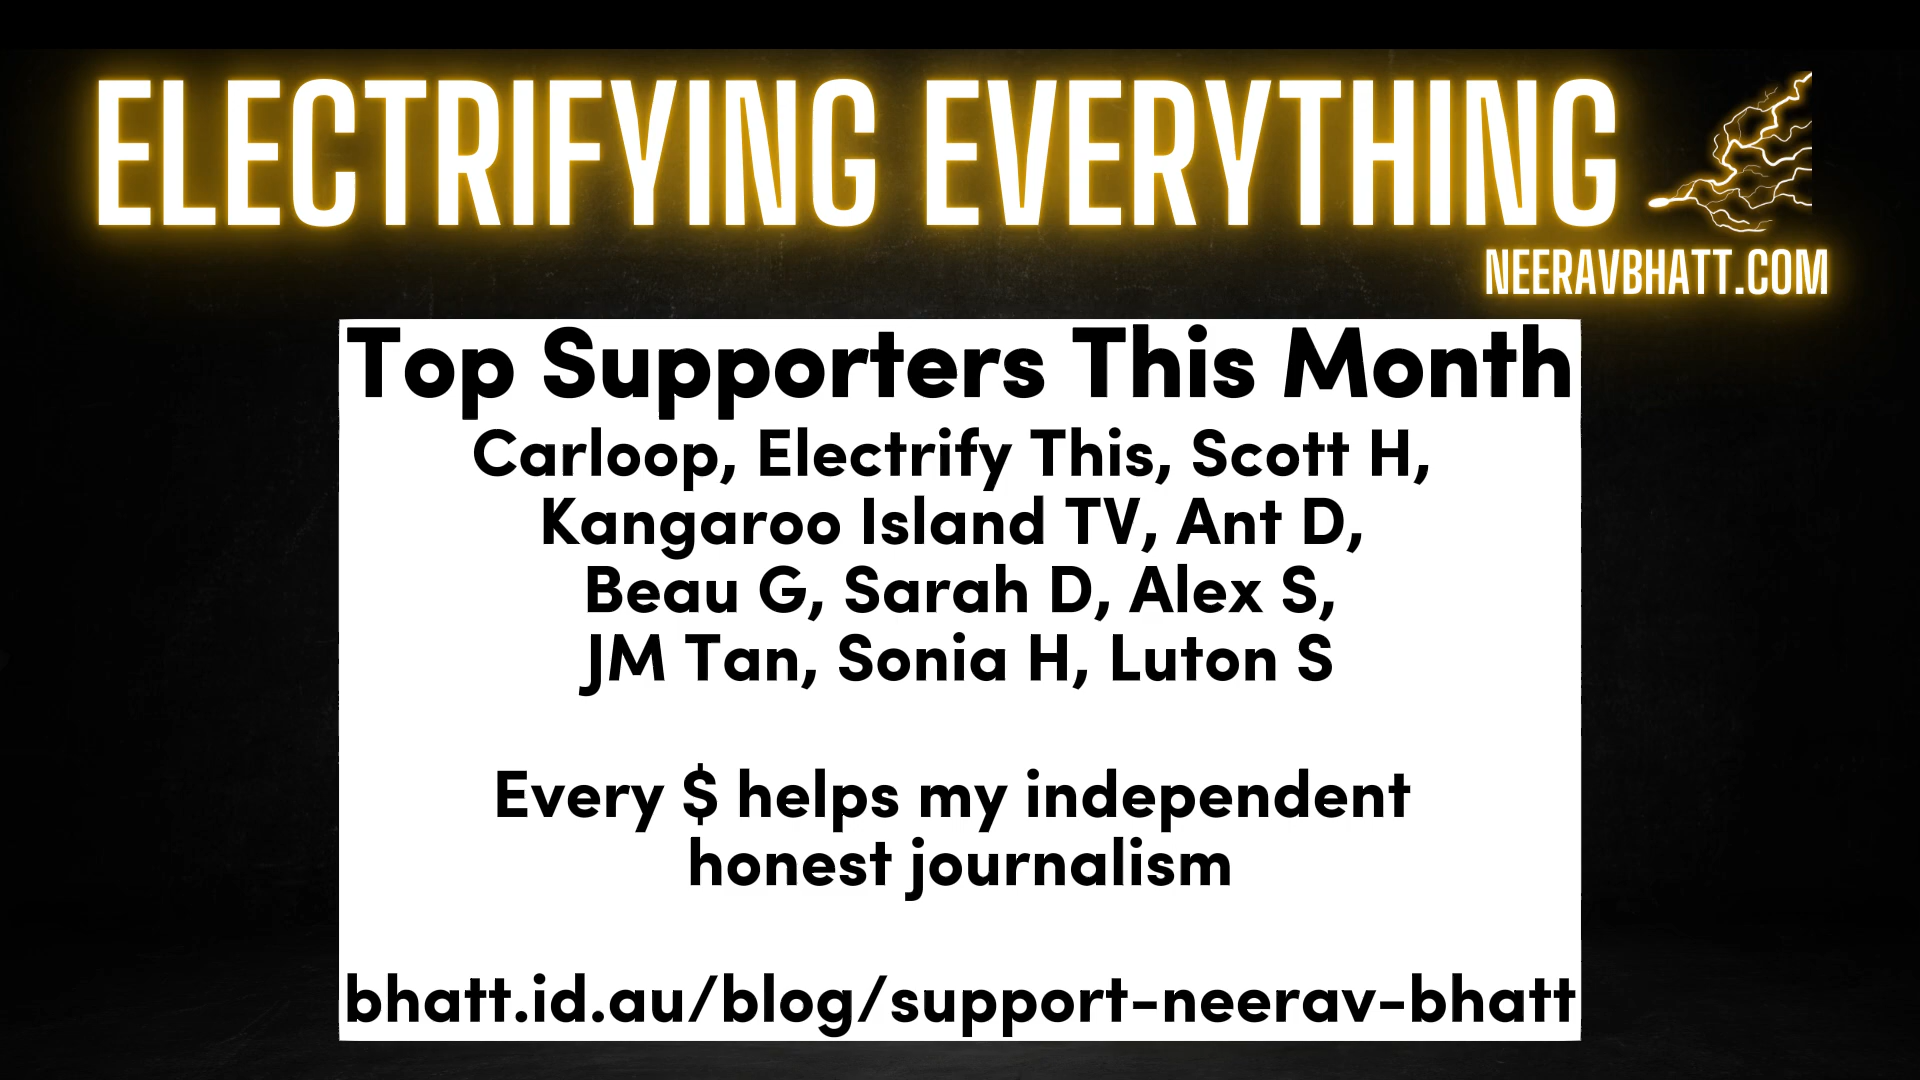 ELECTRIFYING EVERYTHING
NEERAVBHATT.COM
Top Supporters This Month
Carloop, Electrify This, Scott H,
Kangaroo Island TV, Ant D,
Beau G, Sarah D, Alex S,
JM Tan, Sonia H, Luton S
Every $ helps my independent
honest journalism
bhatt.id.au/blog/support-neerav-bhatt